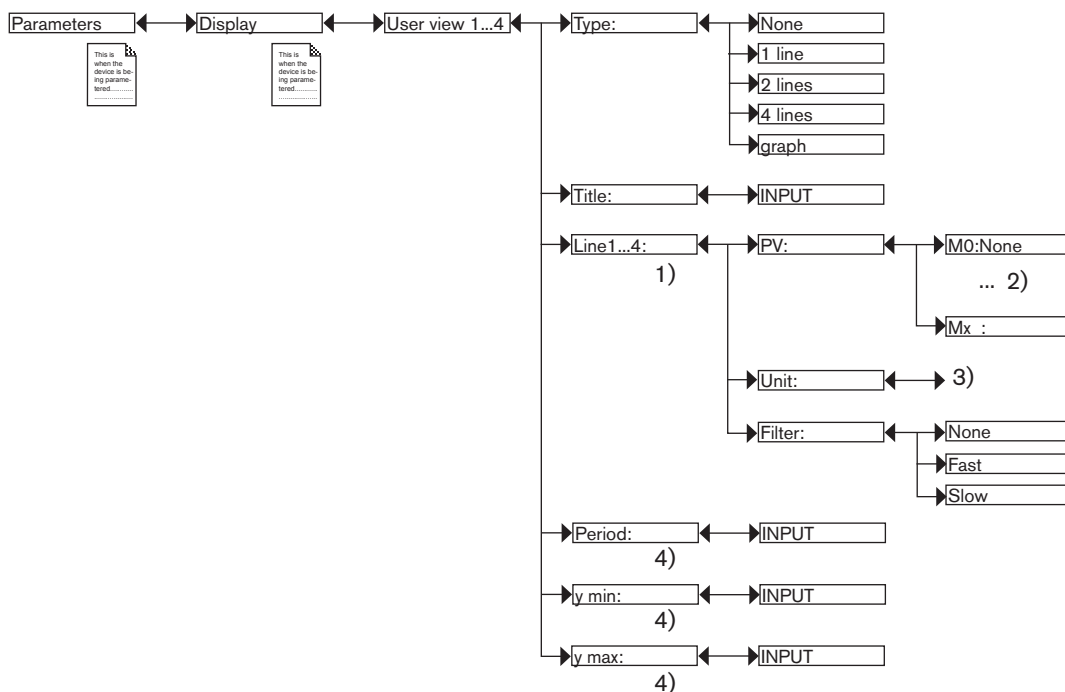 Parameters
Display
User view 1...4
Type:
None
This is
when the
device is be-
ing parame-
tered...........
...................
This is
when the
device is be-
ing parame-
tered...........
...................
1 line
2 lines
4 lines
graph
Title:
INPUT
Line1...4:
1)
PV:
M0:None
... 2)
Mx :
Unit:
3)
Filter:
None
Fast
Slow
Period:
4)
INPUT
y min:
4)
INPUT
y max:
4)
INPUT